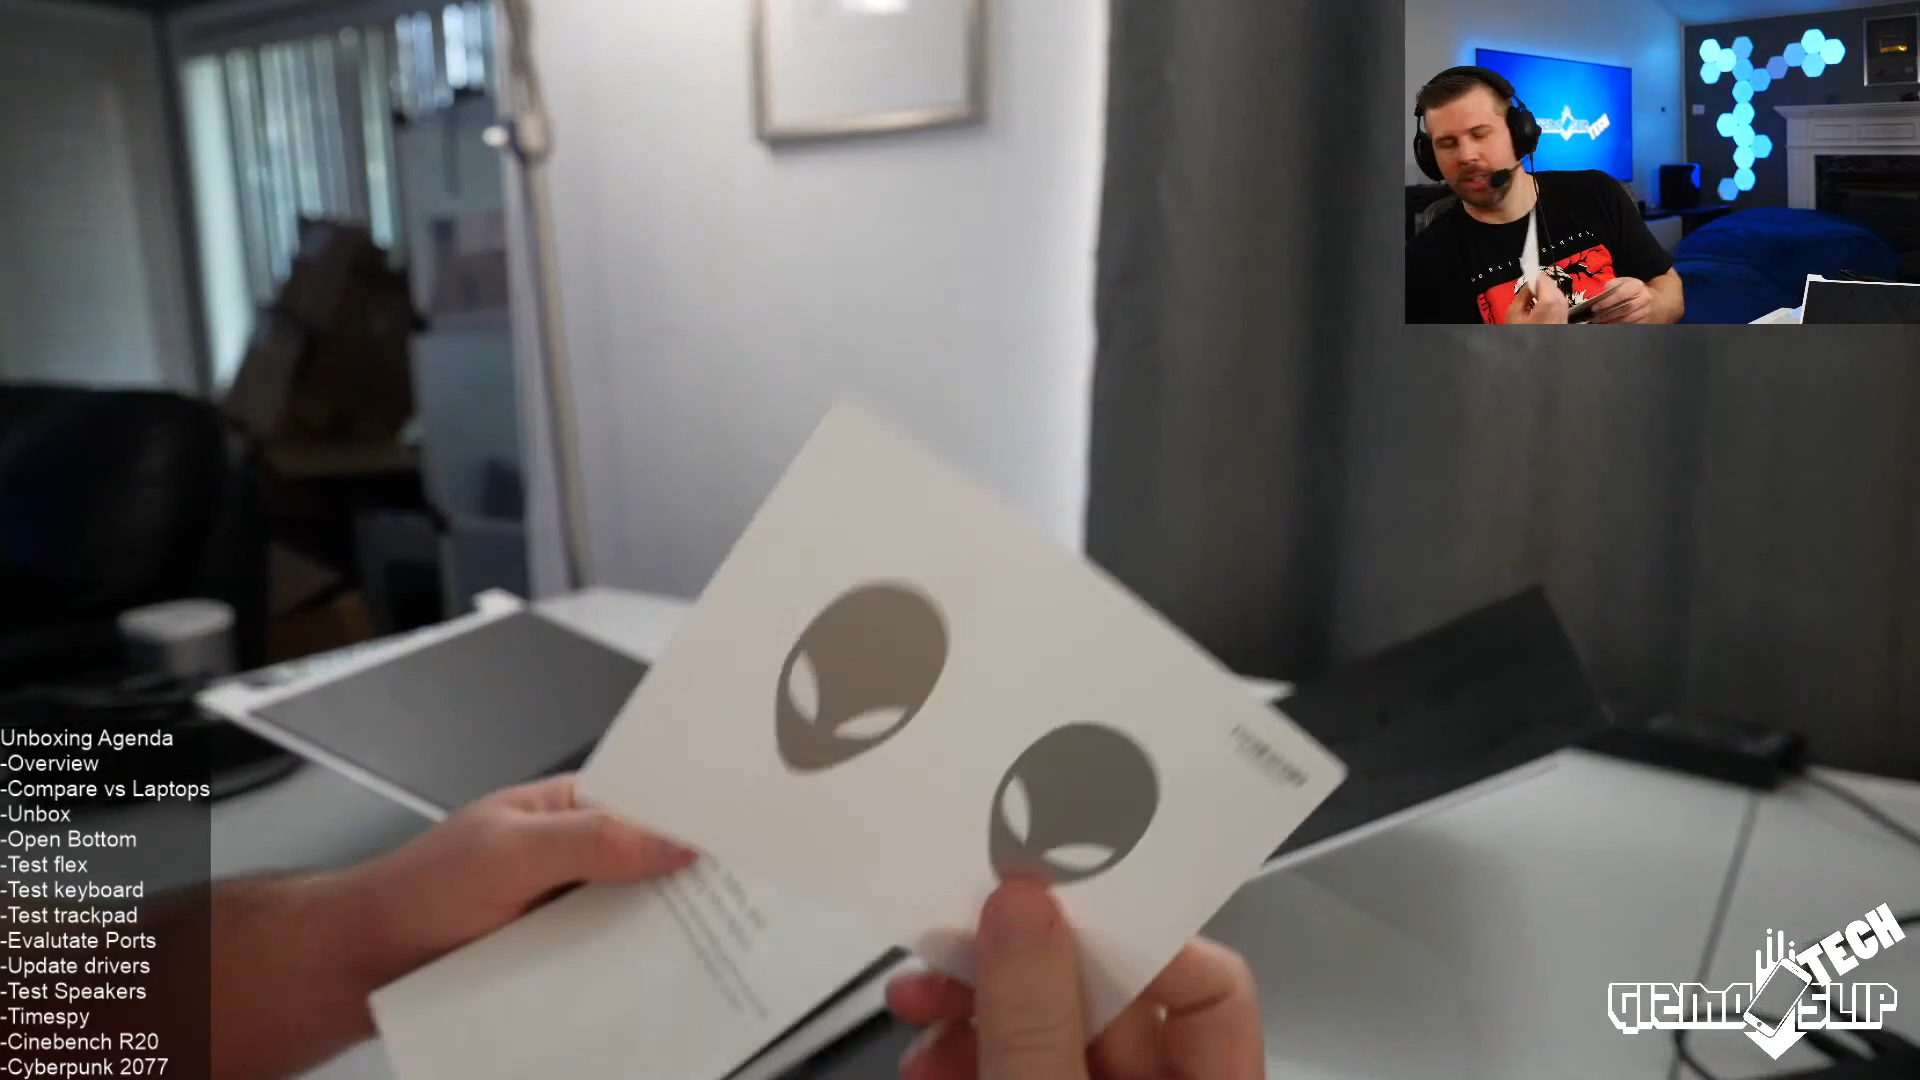 Unboxing Agenda
-Overview
-Compare vs Laptops
-Unbox
-Open Bottom
-Test flex
-Test keyboard
-Test trackpad
-Evalutate Ports
-Update drivers
-Test Speakers
-Timespy
-Cinebench R20
-Cyberpunk 2077
GIZMO SLIP
TECH